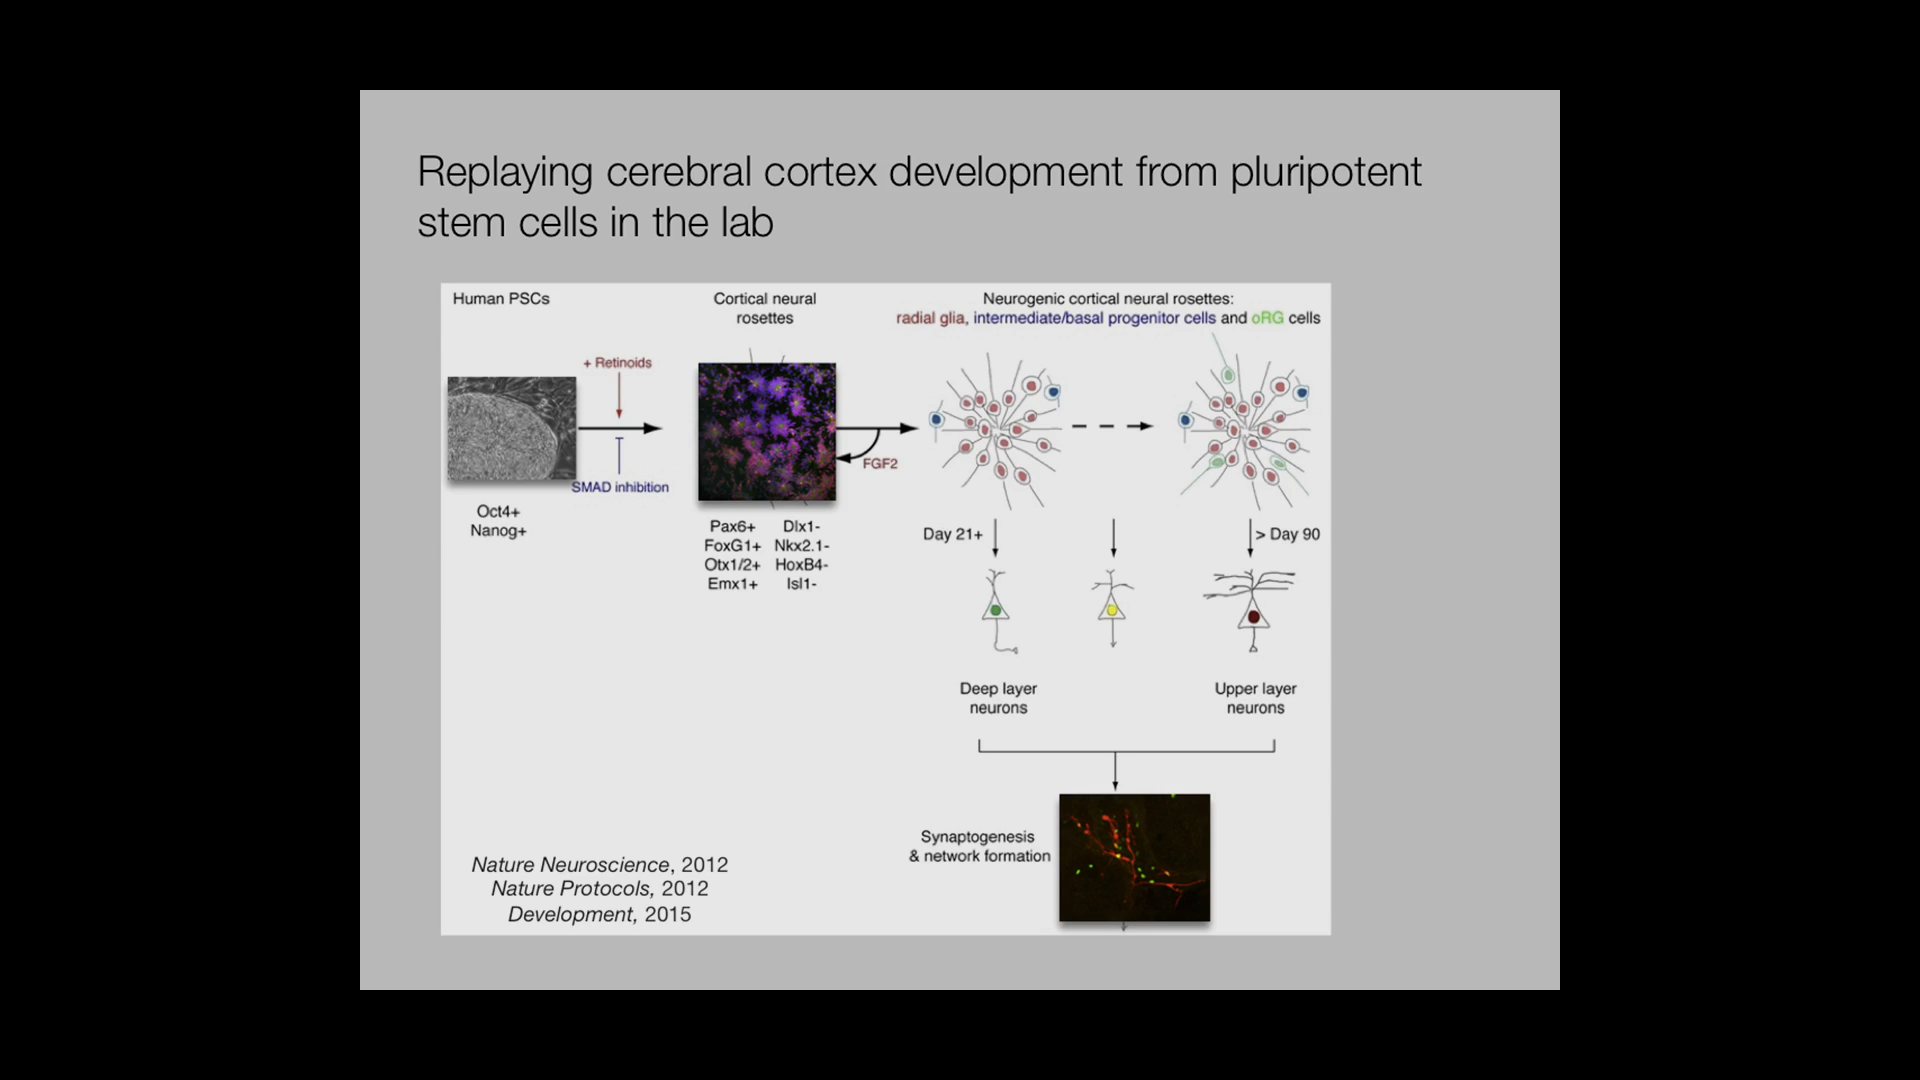 Replaying cerebral cortex development from pluripotent
stem cells in the lab
Human PSCs
Cortical neural
rosettes
Neurogenic cortical neural rosettes:
radial glia, intermediate/basal progenitor cells and oRG cells
+ Retinoids
SMAD inhibition
FGF2
Oct4+
Nanog+
Pax6+ Dlx1-
FoxG1+ Nkx2.1-
Otx1/2+ HoxB4-
Emx1+ Isl1-
Day 21+
> Day 90
Deep layer
neurons
Upper layer
neurons
Synaptogenesis
& network formation
Nature Neuroscience, 2012
Nature Protocols, 2012
Development, 2015